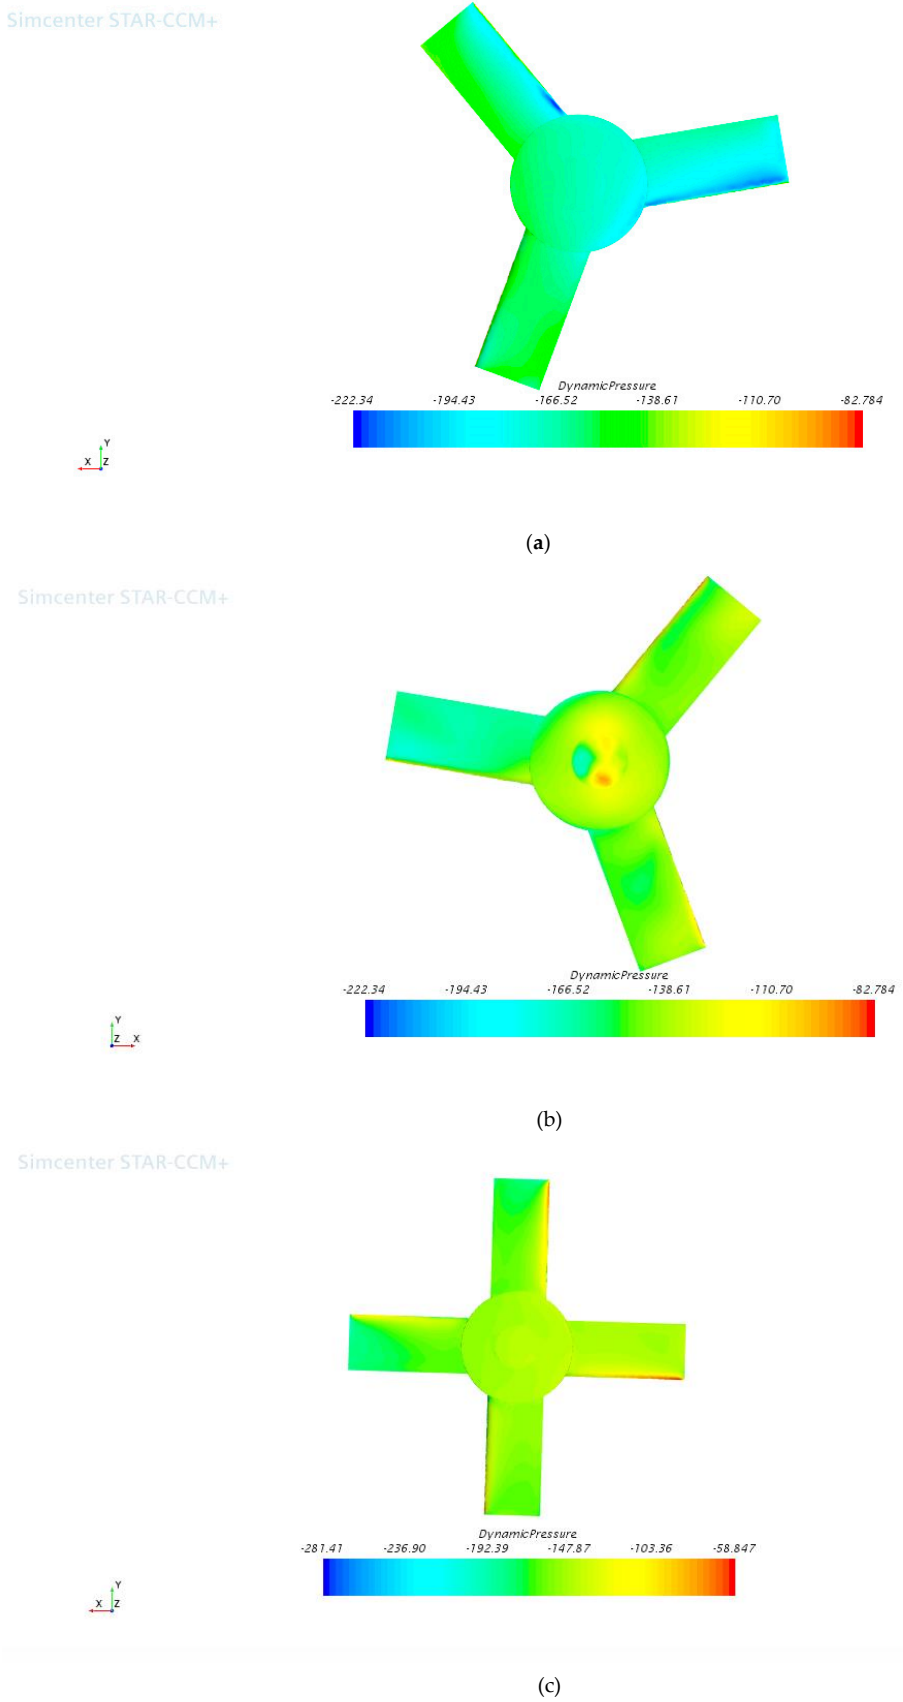 Simcenter STAR-CCM+
DynamicPressure
-222.34 -194.43 -166.52 -138.61 -110.70 -82.784
Y
X Z
(a)
Simcenter STAR-CCM+
DynamicPressure
-222.34 -194.43 -166.52 -138.61 -110.70 -82.784
Y
Z X
(b)
Simcenter STAR-CCM+
DynamicPressure
-281.41 -236.90 -192.39 -147.87 -103.36 -58.847
Y
X Z
(c)